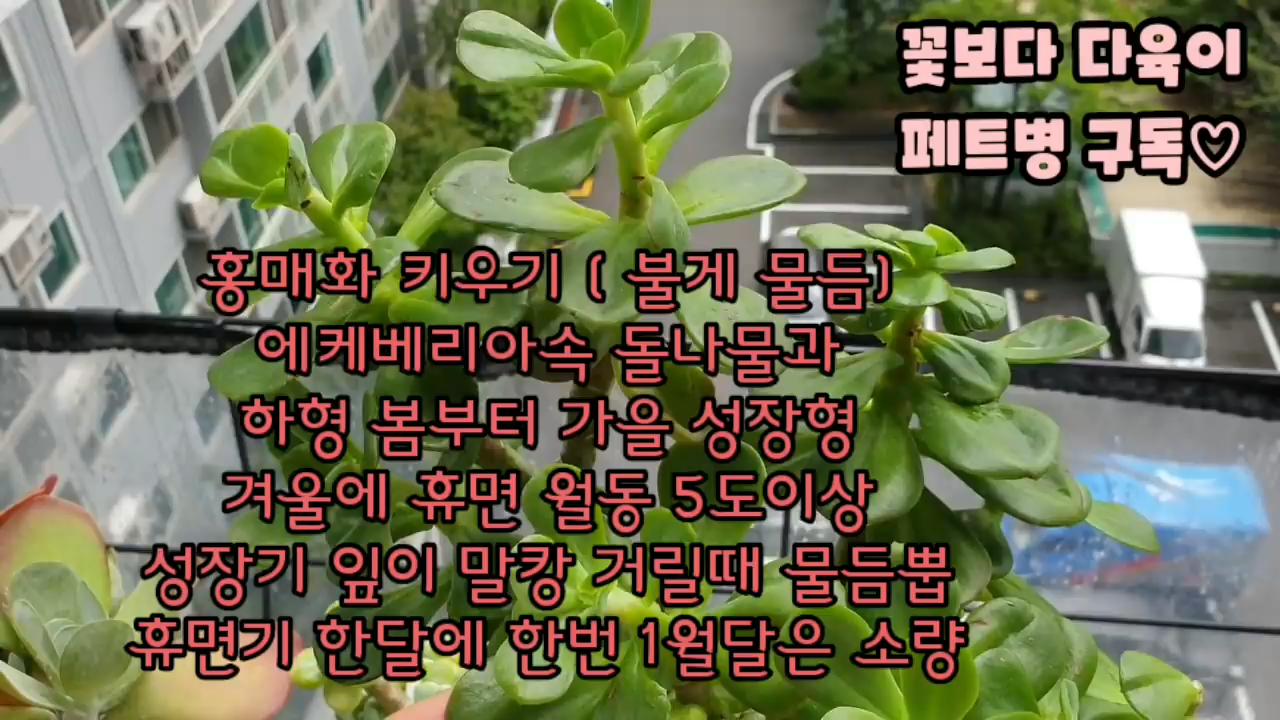 꽃보다 다육이
페트병 구독♡
홍매화 키우기 ( 불게 물듬)
에케베리아속 돌나물과
하형 봄부터 가을 성장형
겨울에 휴면 월동 5도이상
성장기 잎이 말캉 거릴때 물듬뿝
휴면기 한달에 한번 1월달은 소량